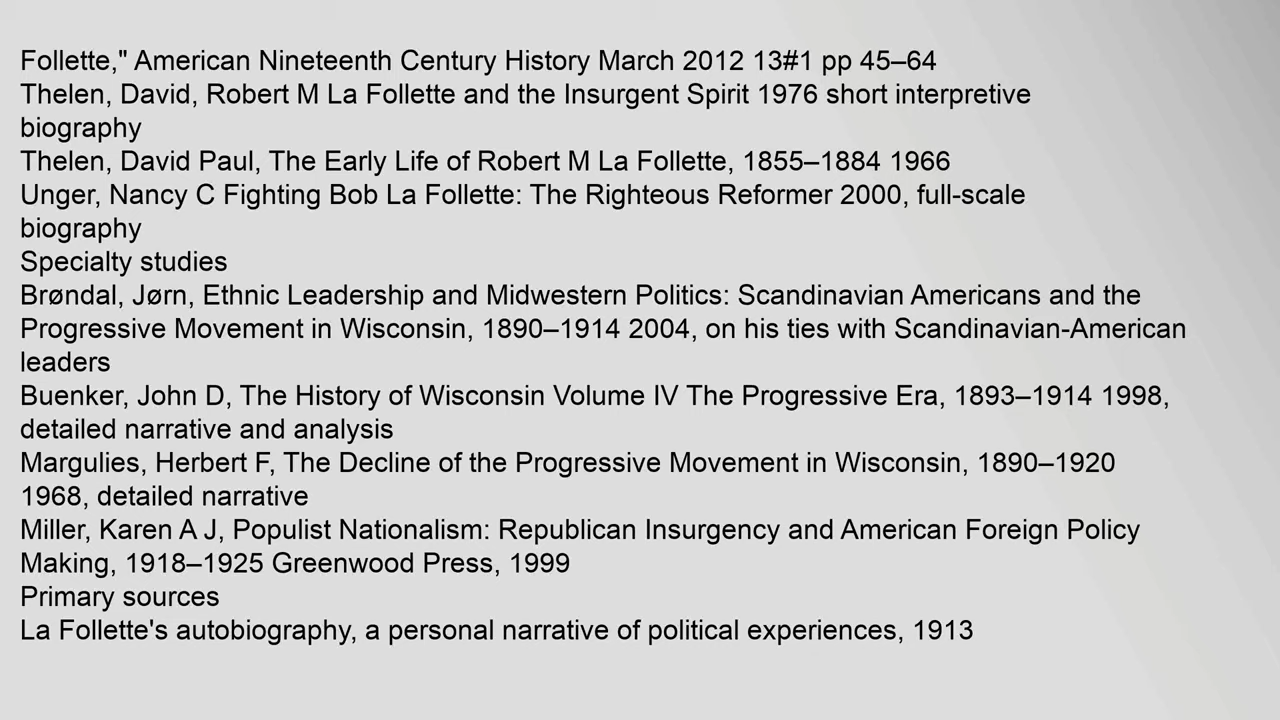 Follette," American Nineteenth Century History March 2012 13#1 pp 45–64
Thelen, David, Robert M La Follette and the Insurgent Spirit 1976 short interpretive
biography
Thelen, David Paul, The Early Life of Robert M La Follette, 1855–1884 1966
Unger, Nancy C Fighting Bob La Follette: The Righteous Reformer 2000, full-scale
biography
Specialty studies
Brøndal, Jørn, Ethnic Leadership and Midwestern Politics: Scandinavian Americans and the
Progressive Movement in Wisconsin, 1890–1914 2004, on his ties with Scandinavian-American
leaders
Buenker, John D, The History of Wisconsin Volume IV The Progressive Era, 1893–1914 1998,
detailed narrative and analysis
Margulies, Herbert F, The Decline of the Progressive Movement in Wisconsin, 1890–1920
1968, detailed narrative
Miller, Karen A J, Populist Nationalism: Republican Insurgency and American Foreign Policy
Making, 1918–1925 Greenwood Press, 1999
Primary sources
La Follette's autobiography, a personal narrative of political experiences, 1913